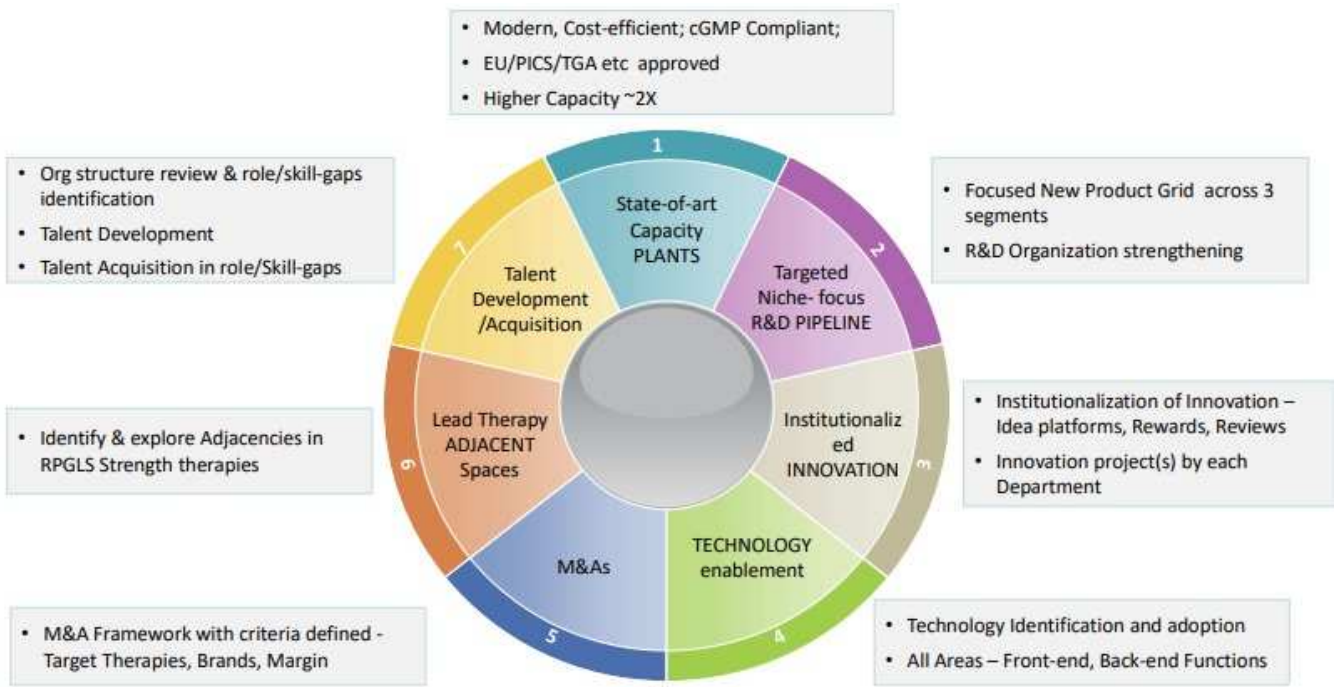 • Modern, Cost-efficient; cGMP Compliant;
• EU/PICS/TGA etc approved
• Higher Capacity ~2X
1
State-of-art
Capacity
PLANTS
• Focused New Product Grid across 3
segments
• R&D Organization strengthening
2
Targeted
Niche- focus
R&D PIPELINE
• Institutionalization of Innovation –
Idea platforms, Rewards, Reviews
• Innovation project(s) by each
Department
3
Institutionaliz
ed
INNOVATION
• Technology Identification and adoption
• All Areas – Front-end, Back-end Functions
4
TECHNOLOGY
enablement
• M&A Framework with criteria defined -
Target Therapies, Brands, Margin
5
M&As
• Identify & explore Adjacencies in
RPGLS Strength therapies
6
Lead Therapy
ADJACENT
Spaces
• Org structure review & role/skill-gaps
identification
• Talent Development
• Talent Acquisition in role/Skill-gaps
7
Talent
Development
/Acquisition